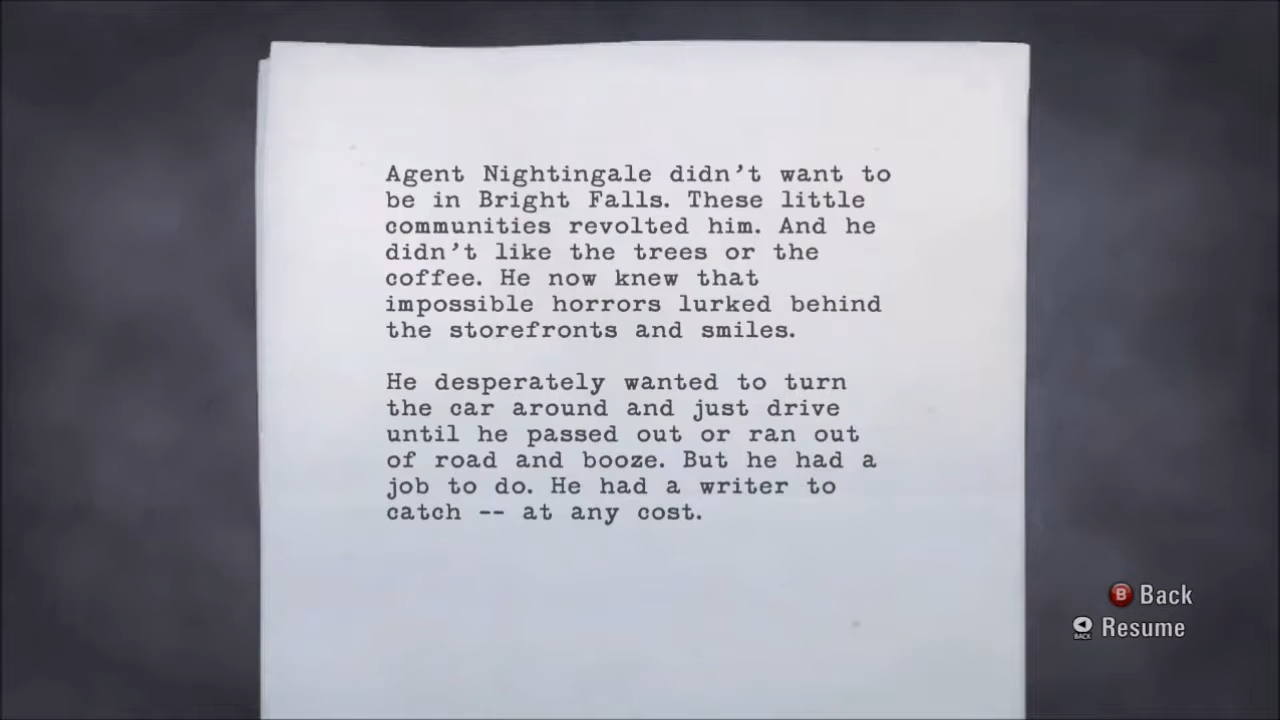 Agent Nightingale didn't want to
be in Bright Falls. These little
communities revolted him. And he
didn't like the trees or the
coffee. He now knew that
impossible horrors lurked behind
the storefronts and smiles.
He desperately wanted to turn
the car around and just drive
until he passed out or ran out
of road and booze. But he had a
job to do. He had a writer to
catch -- at any cost.
B Back
BACK Resume